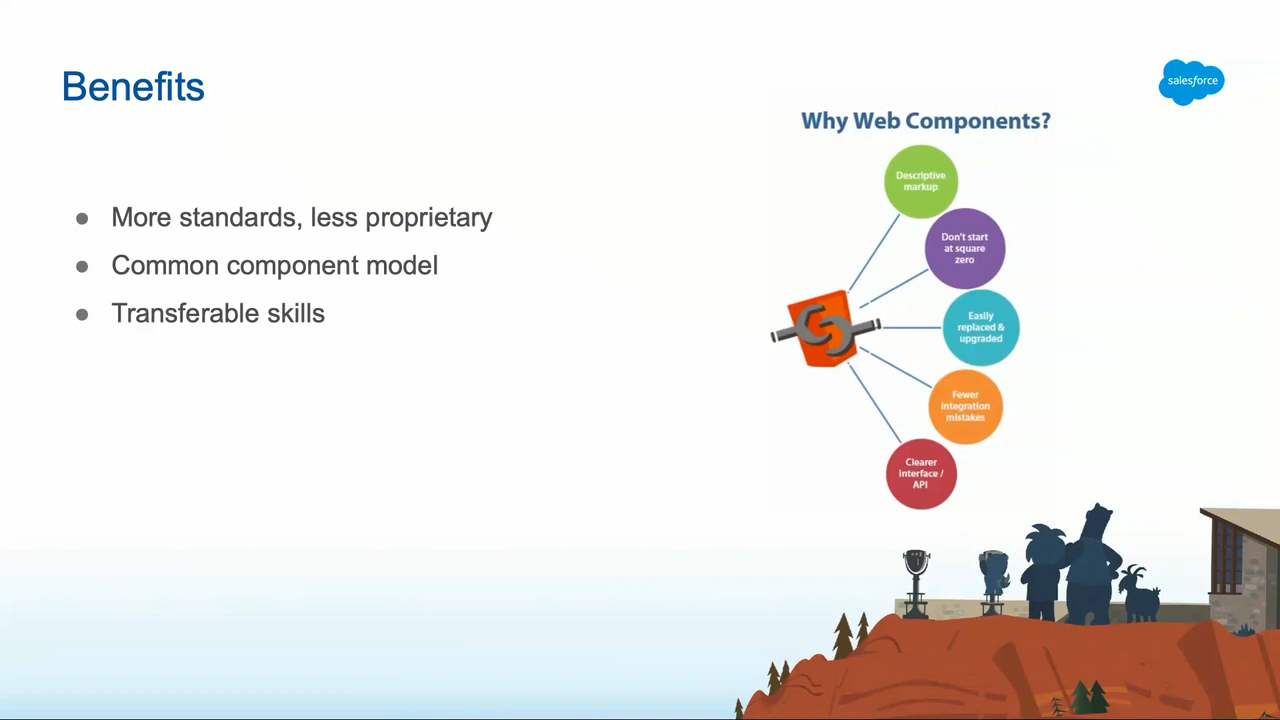 Benefits
salesforce
More standards, less proprietary
Common component model
Transferable skills
Why Web Components?
Descriptive
markup
Don't start
at square
zero
Easily
replaced &
upgraded
Fewer
integration
mistakes
Clearer
interface /
API